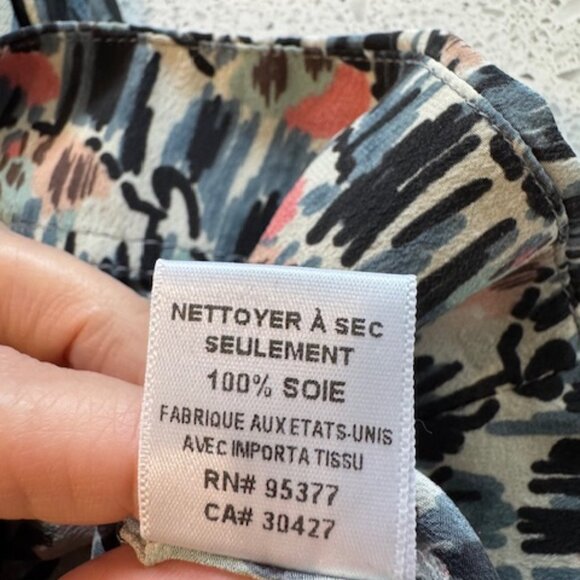 NETTOYER À SEC
SEULEMENT
100% SOIE
FABRIQUE AUX ETATS-UNIS
AVEC IMPORTA TISSU
RN# 95377
CA# 30427